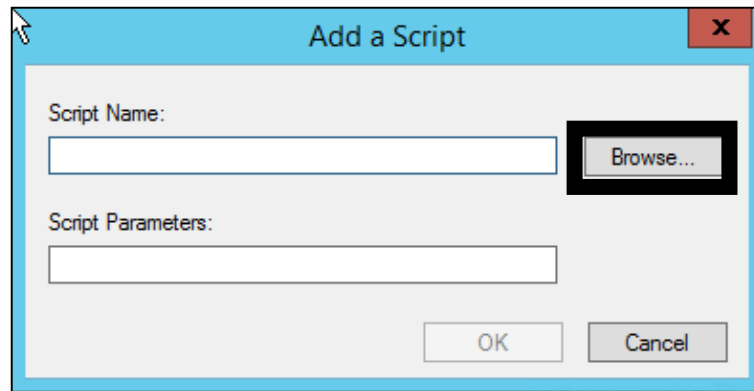 Add a Script
x
Script Name:
Browse...
Script Parameters:
OK Cancel